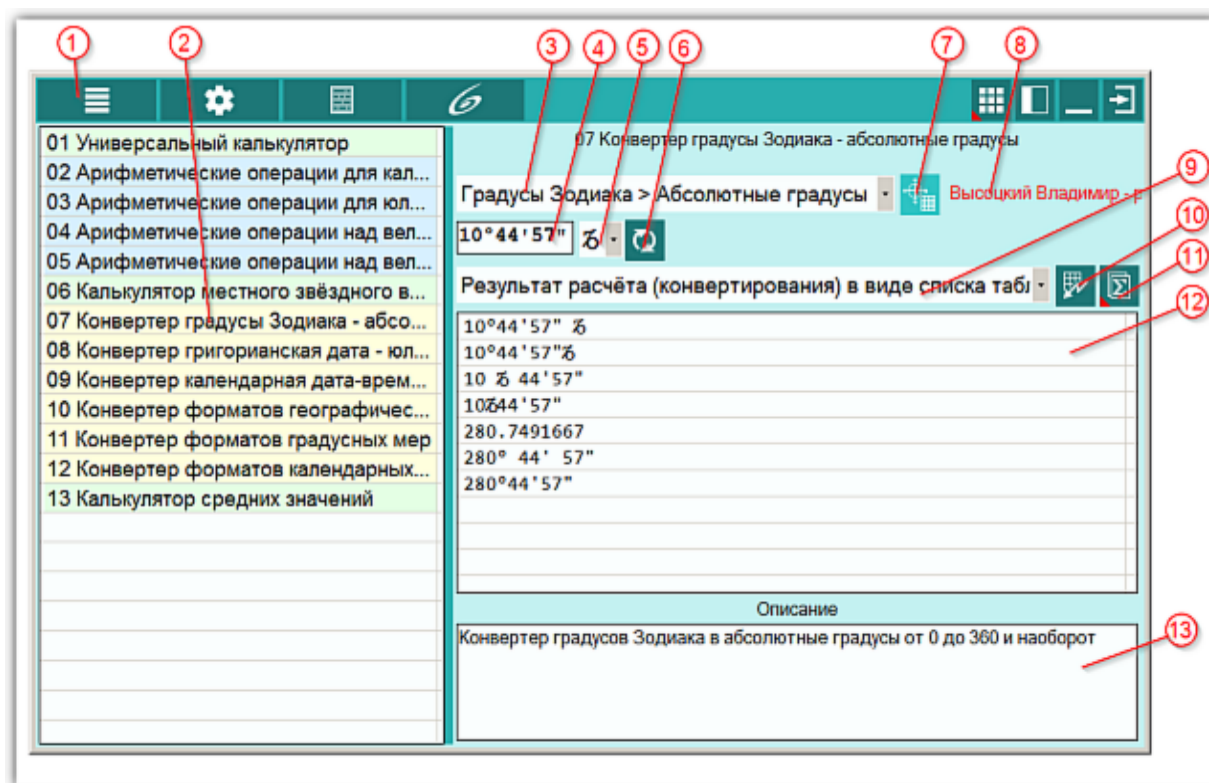 1 2 3 4 5 6 7 8
01 Универсальный калькулятор
02 Арифметические операции для кал...
03 Арифметические операции для юл...
04 Арифметические операции над вел...
05 Арифметические операции над вел...
06 Калькулятор местного звёздного в...
07 Конвертер градусы Зодиака - абсо...
08 Конвертер григорианская дата - юл...
09 Конвертер календарная дата-врем...
10 Конвертер форматов географичес...
11 Конвертер форматов градусных мер
12 Конвертер форматов календарных...
13 Калькулятор средних значений
07 Конвертер градусы Зодиака - абсолютные градусы
Градусы Зодиака > Абсолютные градусы
Высоцкий Владимир - р
9
10°44'57" ♑
10
11
Результат расчёта (конвертирования) в виде списка табл
12
10°44'57" ♑
10°44'57"♑
10 ♑ 44'57"
10♑44'57"
280.7491667
280° 44' 57"
280°44'57"
Описание
Конвертер градусов Зодиака в абсолютные градусы от 0 до 360 и наоборот
13